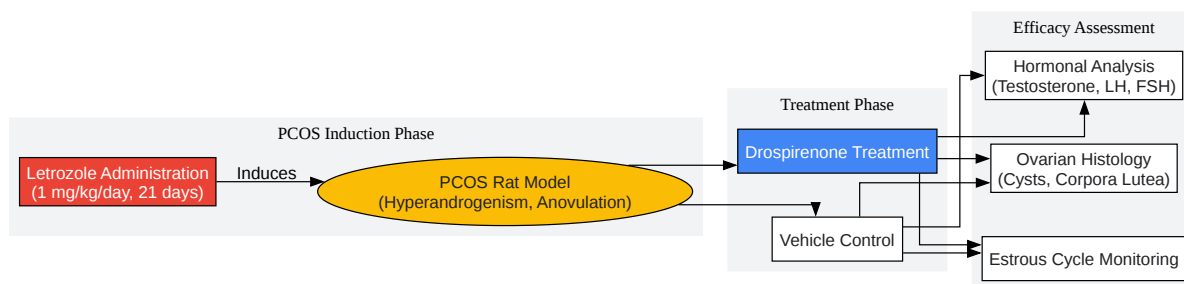 PCOS Induction Phase
Letrozole Administration
(1 mg/kg/day, 21 days)
Induces
PCOS Rat Model
(Hyperandrogenism, Anovulation)
Treatment Phase
Drospirenone Treatment
Vehicle Control
Efficacy Assessment
Hormonal Analysis
(Testosterone, LH, FSH)
Ovarian Histology
(Cysts, Corpora Lutea)
Estrous Cycle Monitoring